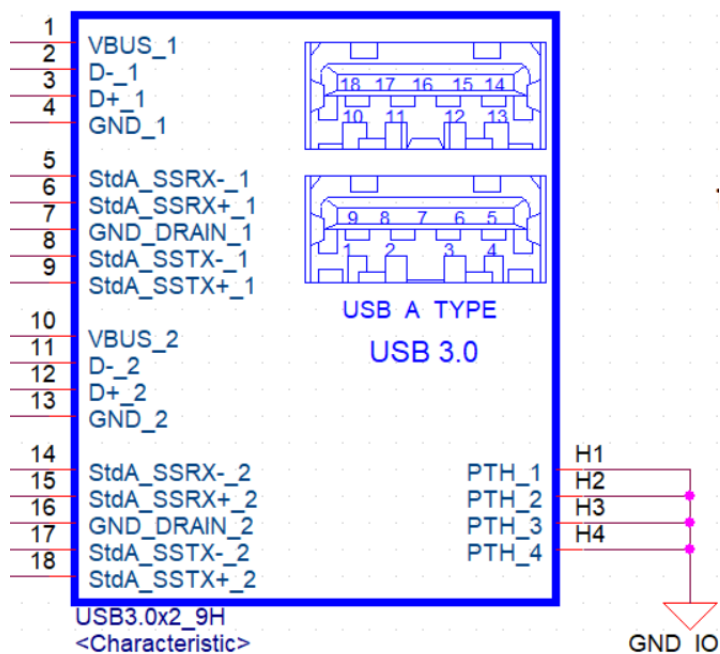 1 VBUS_1
2 D-_1
3 D+_1
4 GND_1
5 StdA_SSRX-_1
6 StdA_SSRX+_1
7 GND_DRAIN_1
8 StdA_SSTX-_1
9 StdA_SSTX+_1
10 VBUS_2
11 D-_2
12 D+_2
13 GND_2
14 StdA_SSRX-_2
15 StdA_SSRX+_2
16 GND_DRAIN_2
17 StdA_SSTX-_2
18 StdA_SSTX+_2
18 17 16 15 14
10 11 12 13
9 8 7 6 5
1 2 3 4
USB A TYPE
USB 3.0
PTH_1 H1
PTH_2 H2
PTH_3 H3
PTH_4 H4
GND IO
USB3.0x2_9H
<Characteristic>